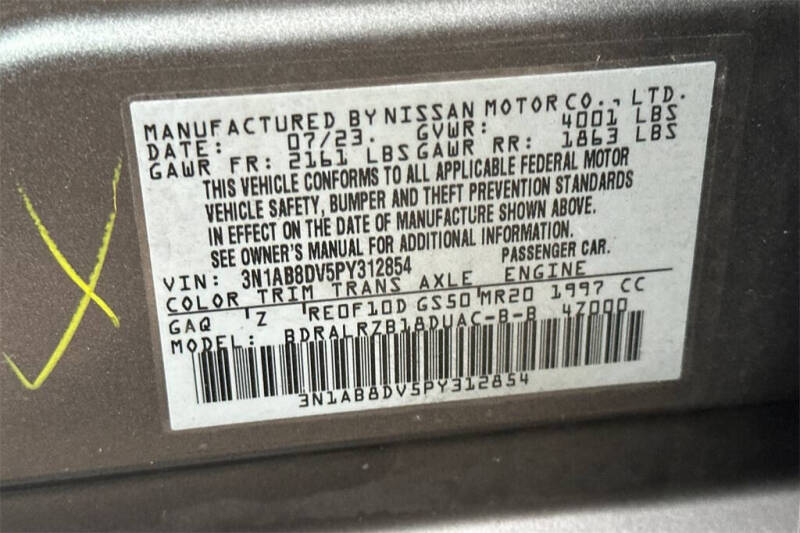 MANUFACTURED BY NISSAN MOTOR CO., LTD.
DATE: 07/23. GVWR: 4001 LBS
GAWR FR: 2161 LBS GAWR RR: 1863 LBS
THIS VEHICLE CONFORMS TO ALL APPLICABLE FEDERAL MOTOR
VEHICLE SAFETY, BUMPER AND THEFT PREVENTION STANDARDS
IN EFFECT ON THE DATE OF MANUFACTURE SHOWN ABOVE.
SEE OWNER'S MANUAL FOR ADDITIONAL INFORMATION.
VIN: 3N1AB8DV5PY312854 PASSENGER CAR.
COLOR TRIM TRANS AXLE ENGINE
GAQ Z RE0F10D GS50 MR20 1997 CC
MODEL: BDRALRZB18DUAC-B-B 4Z000
3N1AB8DV5PY312854